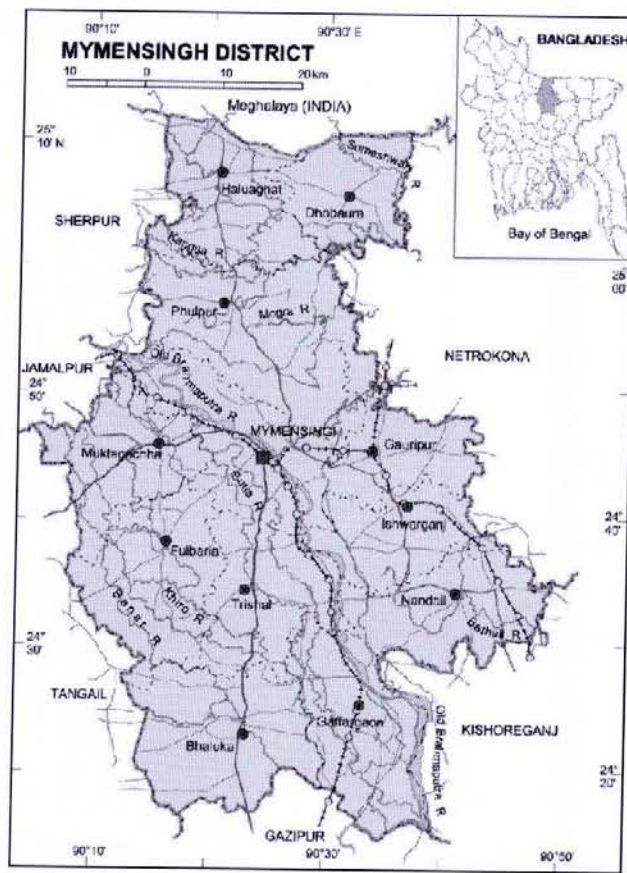 90°10'
90°30' E
MYMENSINGH DISTRICT
10 0 10 20km
BANGLADESH
Bay of Bengal
Meghalaya (INDIA)
25°
10' N
Someshwari R
Haluaghat
Dhobaura
SHERPUR
Kangsa R
25°
00'
Phulpur
Mogra R
Old Brahmaputra R
NETROKONA
JAMALPUR
24°
50'
MYMENSINGH
Muktagachha
Gauripur
Sutia R
Ishwarganj
24°
40'
Fulbaria
Khiro R
Trishal
Nandail
Banar R
24°
30'
TANGAIL
Gaffargaon
Old Brahmaputra R
KISHOREGANJ
Bhaluka
24°
20'
GAZIPUR
90°10'
90°30'
90°50'